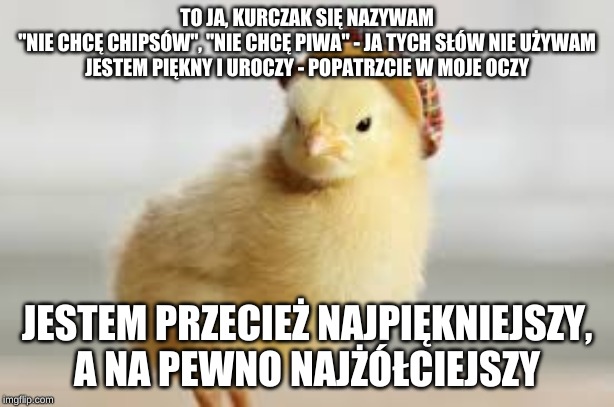 TO JA, KURCZAK SIĘ NAZYWAM
"NIE CHCĘ CHIPSÓW", "NIE CHCĘ PIWA" - JA TYCH SŁÓW NIE UŻYWAM
JESTEM PIĘKNY I UROCZY - POPATRZCIE W MOJE OCZY
JESTEM PRZECIEŻ NAJPIĘKNIEJSZY,
A NA PEWNO NAJŻÓŁCIEJSZY
imgflip.com